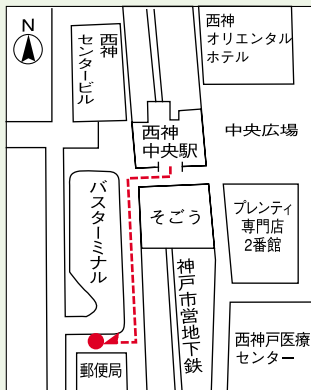 N
西神
センタービル
西神
オリエンタル
ホテル
西神
中央駅
中央広場
バスターミナル
そごう
プレンティ
専門店
2番館
神戸市営地下鉄
西神戸医療
センター
郵便局